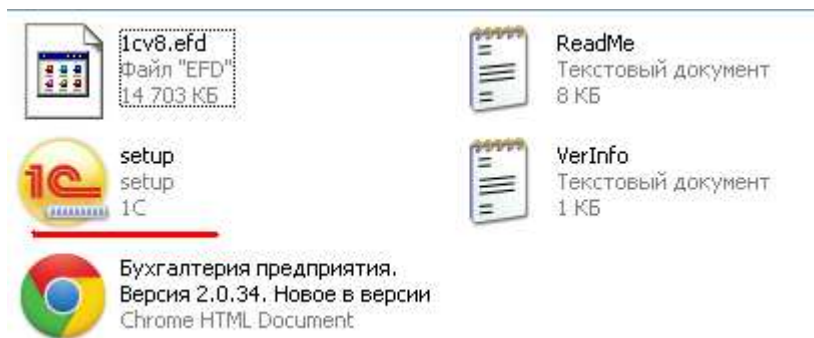 1cv8.efd
Файл "EFD"
14 703 КБ
ReadMe
Текстовый документ
8 КБ
1С
setup
setup
1С
VerInfo
Текстовый документ
1 КБ
Бухгалтерия предприятия.
Версия 2.0.34. Новое в версии
Chrome HTML Document